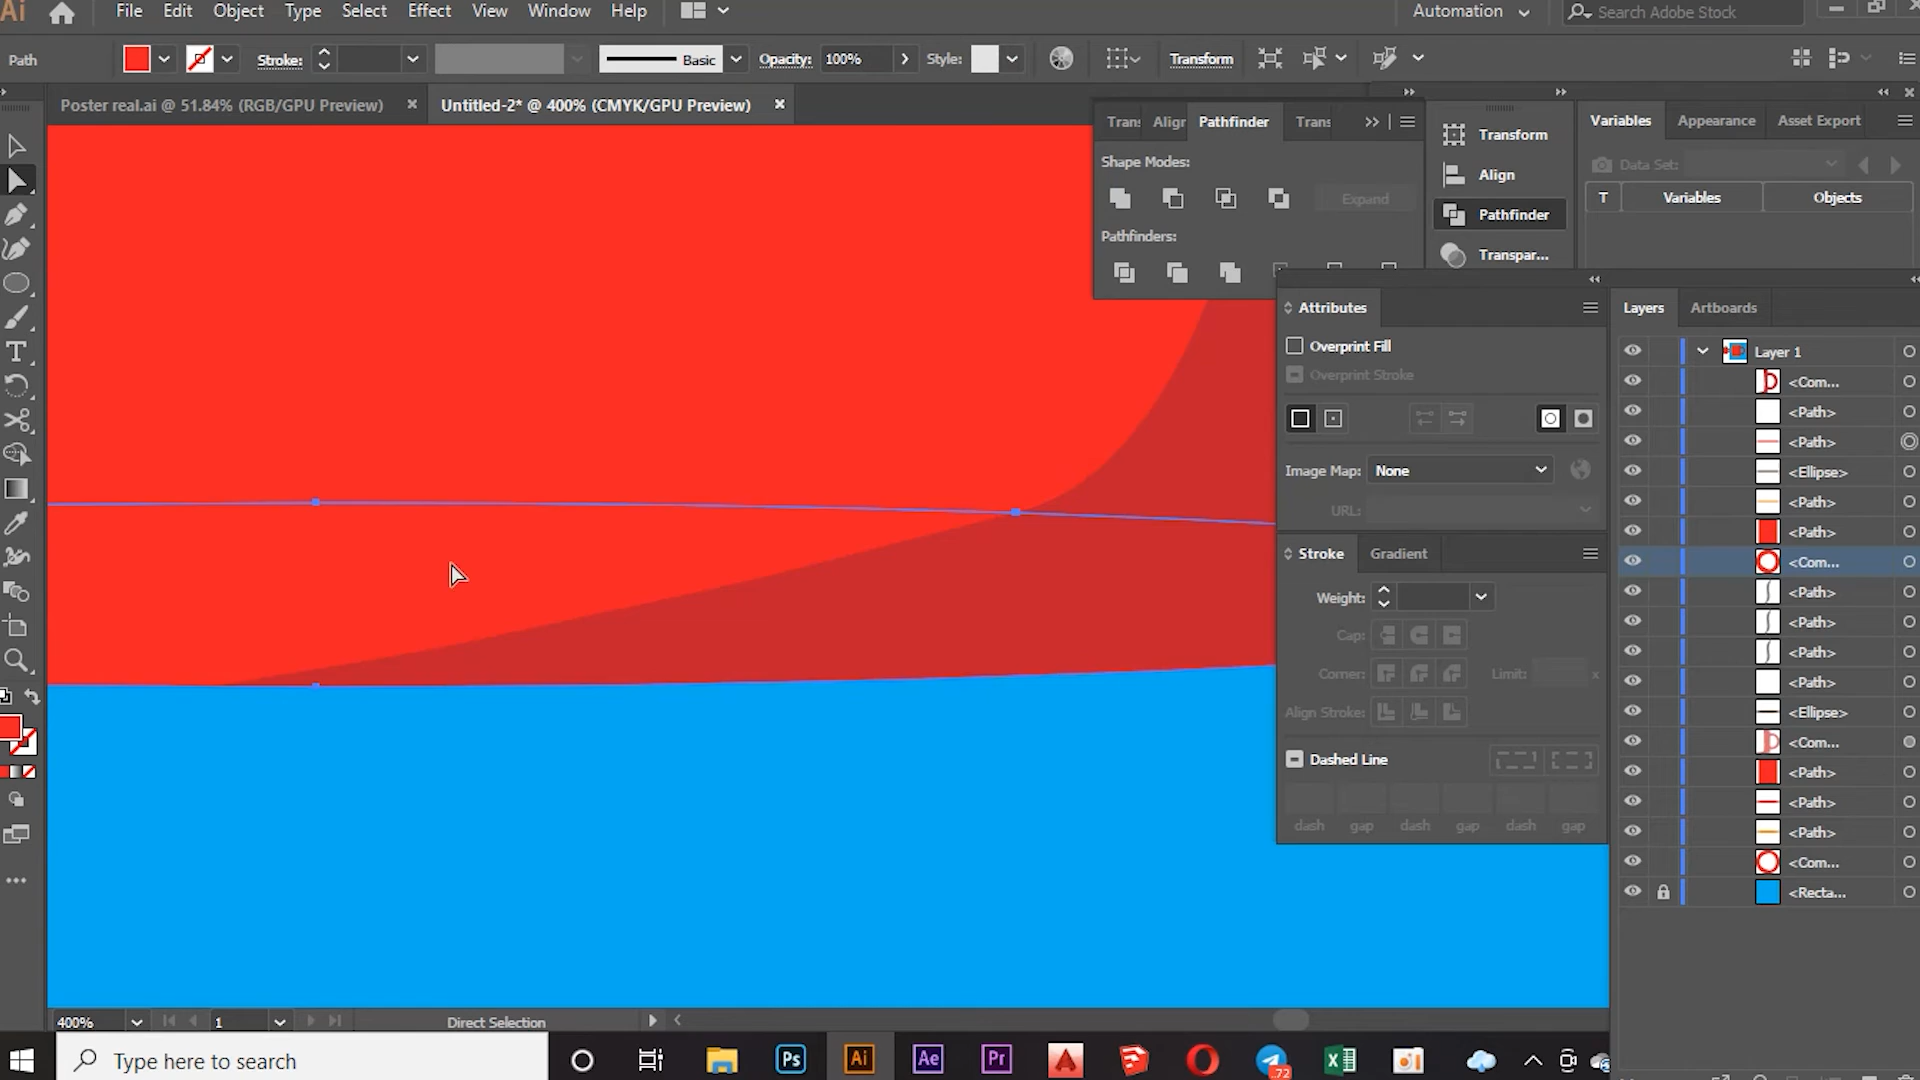 Ai File Edit Object Type Select Effect View Window Help Automation Search Adobe Stock
Path Stroke: Basic Opacity: 100% Style: Transform
Poster real.ai @ 51.84% (RGB/GPU Preview) × Untitled-2* @ 400% (CMYK/GPU Preview) ×
Trans Align Pathfinder Trans
Shape Modes:
Expand
Pathfinders:
Transform
Align
Pathfinder
Transpar...
Variables Appearance Asset Export
Data Set:
T Variables Objects
Attributes
Overprint Fill
Overprint Stroke
Image Map: None
URL:
Stroke Gradient
Weight:
Cap:
Corner: Limit: x
Align Stroke:
Dashed Line
dash gap dash gap dash gap
Layers Artboards
Layer 1
<Com...
<Path>
<Path>
<Ellipse>
<Path>
<Path>
<Com...
<Path>
<Path>
<Path>
<Path>
<Ellipse>
<Com...
<Path>
<Path>
<Path>
<Com...
<Recta...
T
400% 1 Direct Selection
Type here to search Ps Ai Ae Pr 72